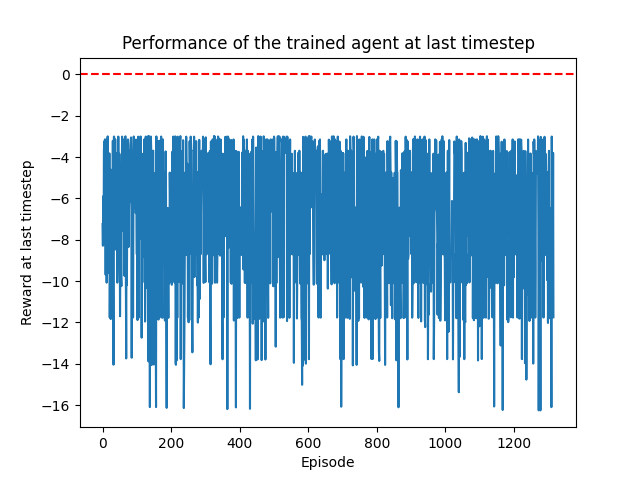 Performance of the trained agent at last timestep
0
−2
−4
−6
−8
−10
−12
−14
−16
Reward at last timestep
0 200 400 600 800 1000 1200
Episode